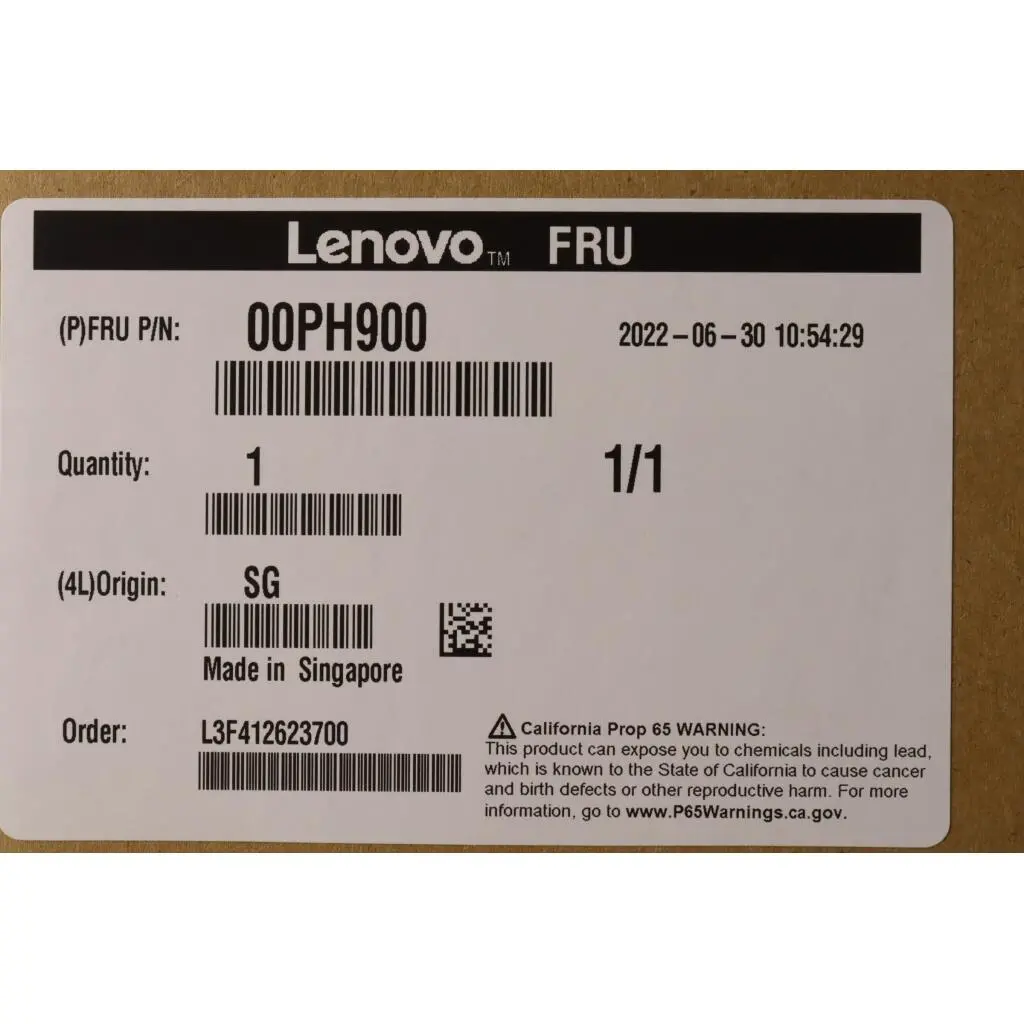 Lenovo™ FRU
(P)FRU P/N: 00PH900 2022-06-30 10:54:29
Quantity: 1 1/1
(4L)Origin: SG
Made in Singapore
Order: L3F412623700
California Prop 65 WARNING:
This product can expose you to chemicals including lead,
which is known to the State of California to cause cancer
and birth defects or other reproductive harm. For more
information, go to www.P65Warnings.ca.gov.